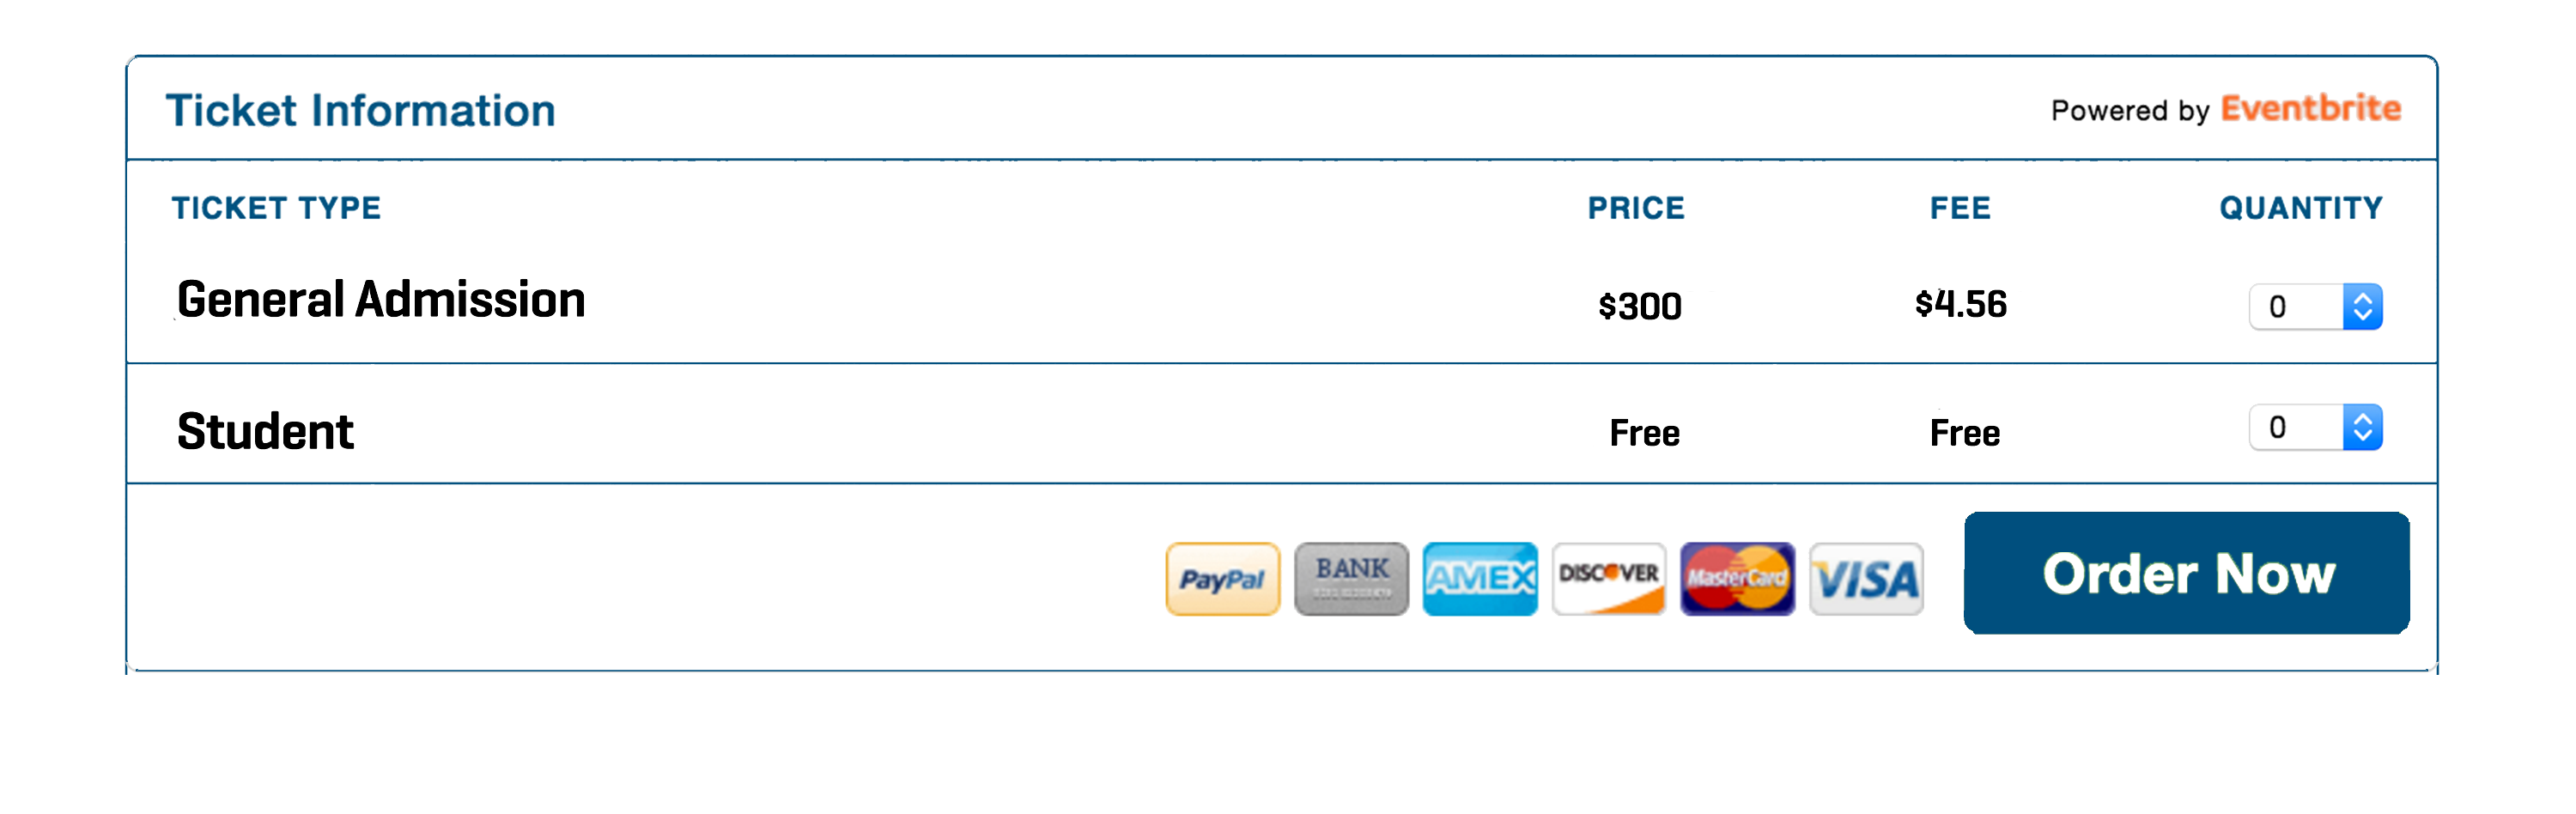 Ticket Information Powered by Eventbrite
TICKET TYPE PRICE FEE QUANTITY
General Admission $300 $4.56 0
Student Free Free 0
PayPal BANK AMEX DISCOVER MasterCard VISA Order Now